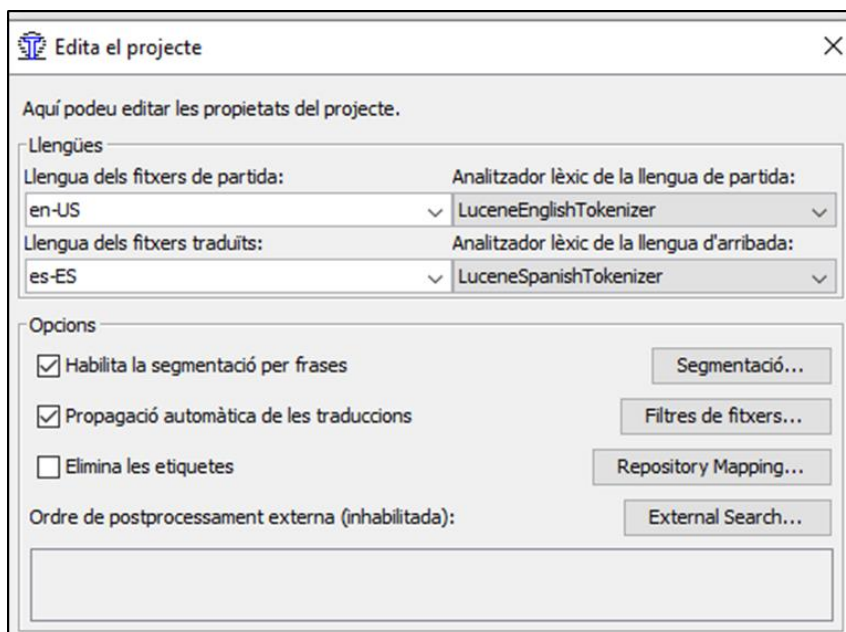 Edita el projecte
Aquí podeu editar les propietats del projecte.
Llengües
Llengua dels fitxers de partida: Analitzador lèxic de la llengua de partida:
en-US LuceneEnglishTokenizer
Llengua dels fitxers traduïts: Analitzador lèxic de la llengua d'arribada:
es-ES LuceneSpanishTokenizer
Opcions
Habilita la segmentació per frases Segmentació...
Propagació automàtica de les traduccions Filtres de fitxers...
Elimina les etiquetes Repository Mapping...
Ordre de postprocessament externa (inhabilitada): External Search...